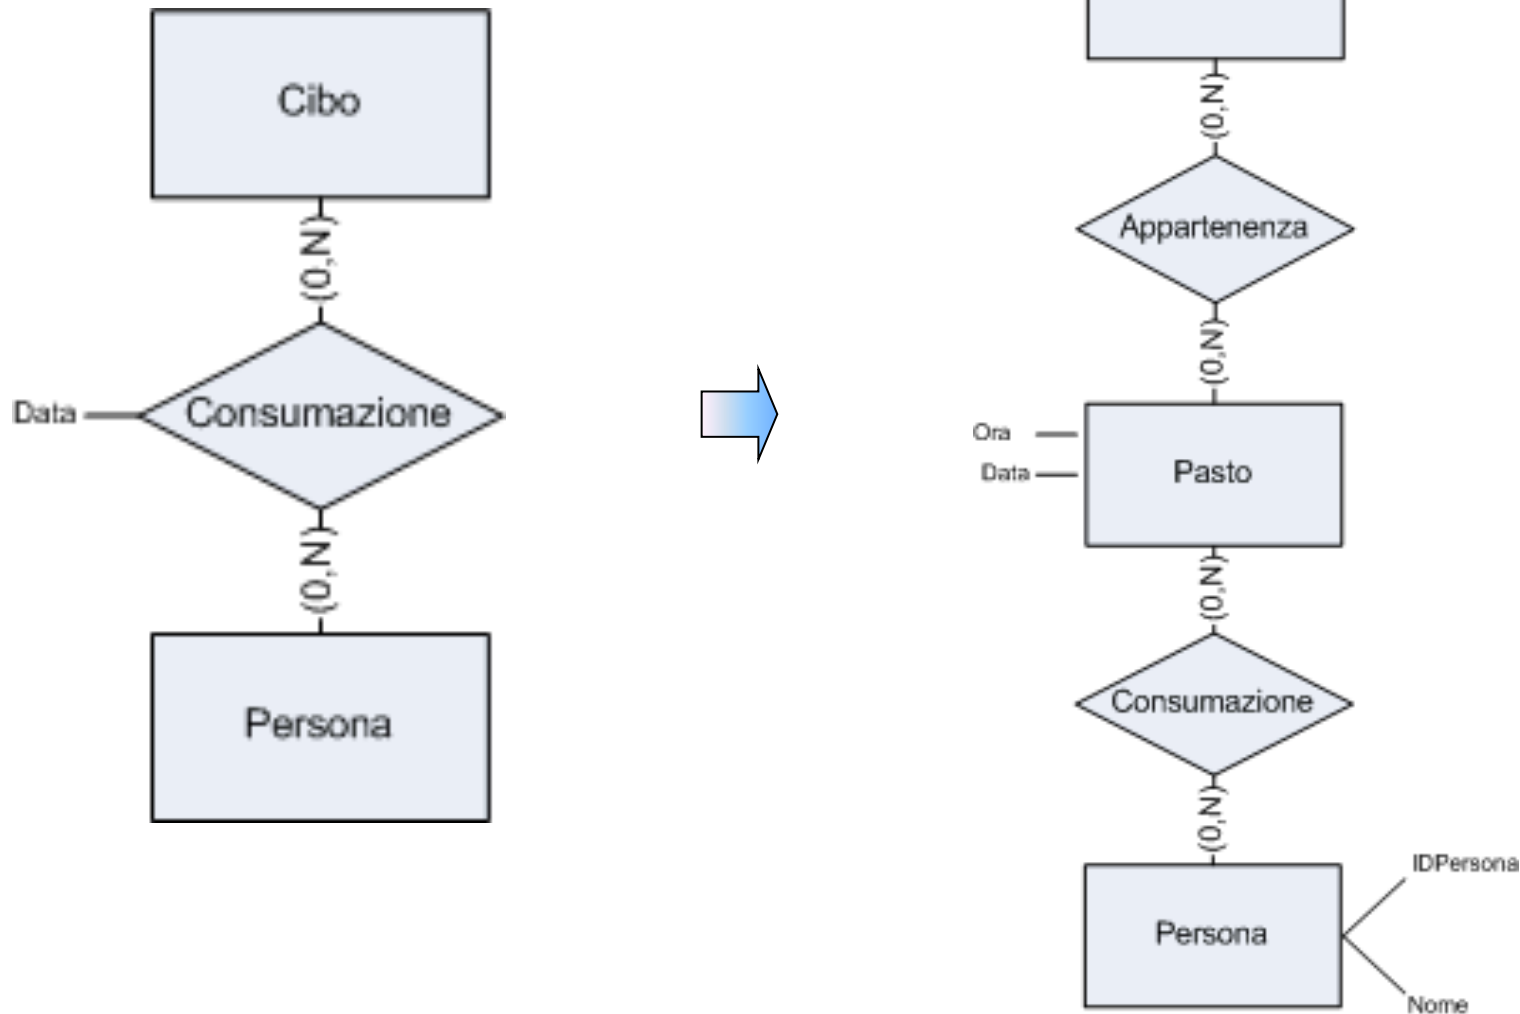 Cibo
(0,N)
Data
Consumazione
(0,N)
Persona
(0,N)
Appartenenza
(0,N)
Ora
Data
Pasto
(0,N)
Consumazione
(0,N)
Persona
IDPersona
Nome